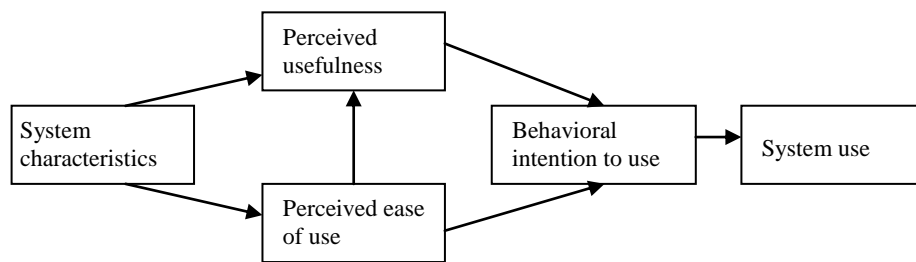 Perceived
usefulness
System
characteristics
Behavioral
intention to use
System use
Perceived ease
of use